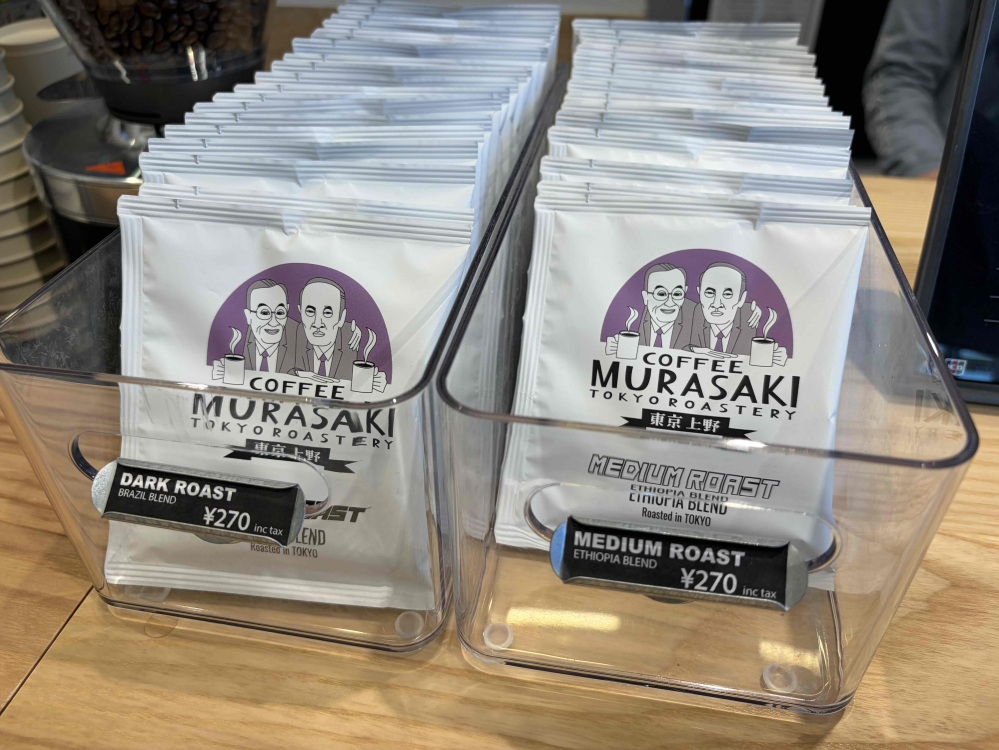 COFFEE
MURASAKI
TOKYO ROASTERY
東京 上野
DARK ROAST
BRAZIL BLEND
¥270 inc tax
Roasted in TOKYO
COFFEE
MURASAKI
TOKYO ROASTERY
東京上野
MEDIUM ROAST
ETHIOPIA BLEND
Roasted in TOKYO
MEDIUM ROAST
ETHIOPIA BLEND
¥270 inc tax